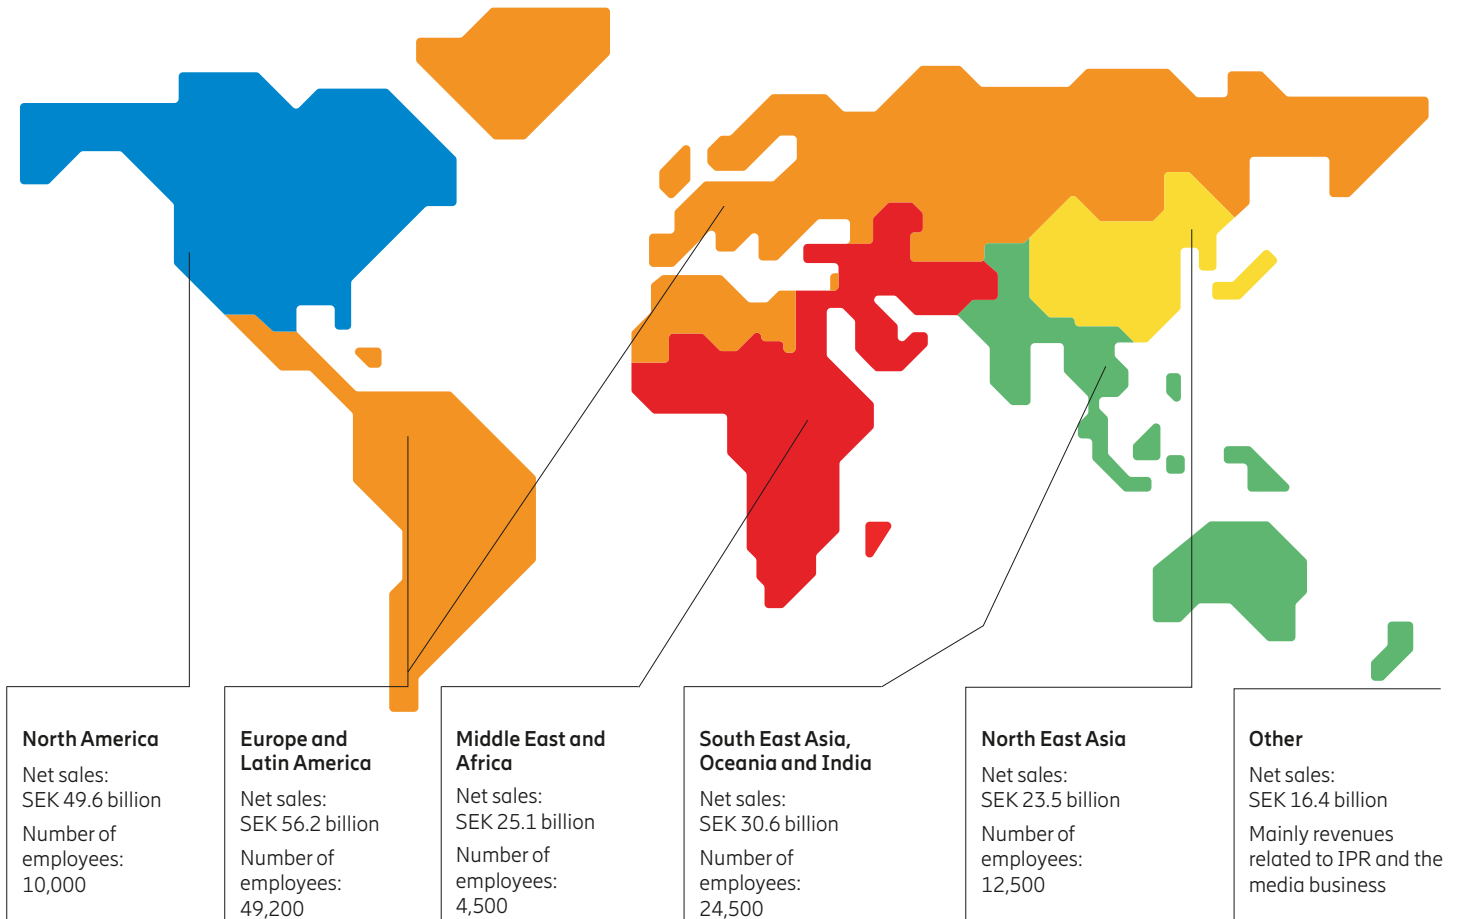 North America
Net sales:
SEK 49.6 billion
Number of
employees:
10,000
Europe and
Latin America
Net sales:
SEK 56.2 billion
Number of
employees:
49,200
Middle East and
Africa
Net sales:
SEK 25.1 billion
Number of
employees:
4,500
South East Asia,
Oceania and India
Net sales:
SEK 30.6 billion
Number of
employees:
24,500
North East Asia
Net sales:
SEK 23.5 billion
Number of
employees:
12,500
Other
Net sales:
SEK 16.4 billion
Mainly revenues
related to IPR and the
media business